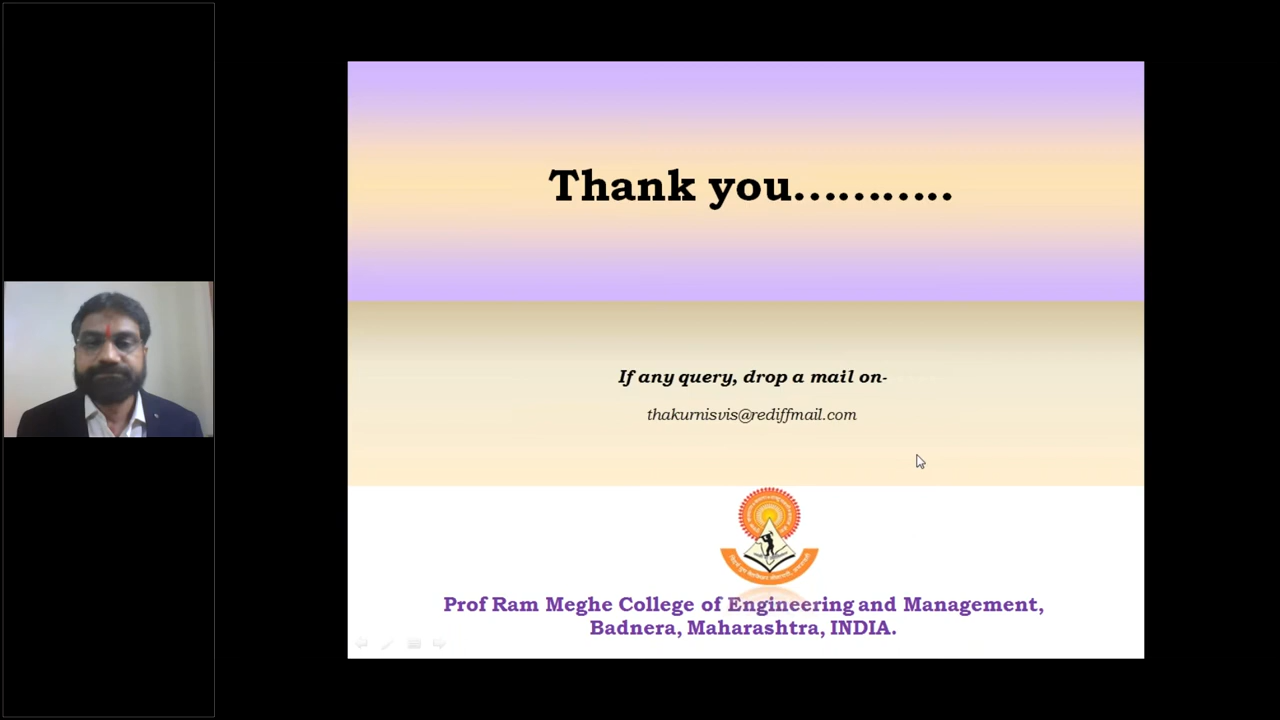 Thank you...........
If any query, drop a mail on-
thakurnisvis@rediffmail.com
Prof Ram Meghe College of Engineering and Management,
Badnera, Maharashtra, INDIA.